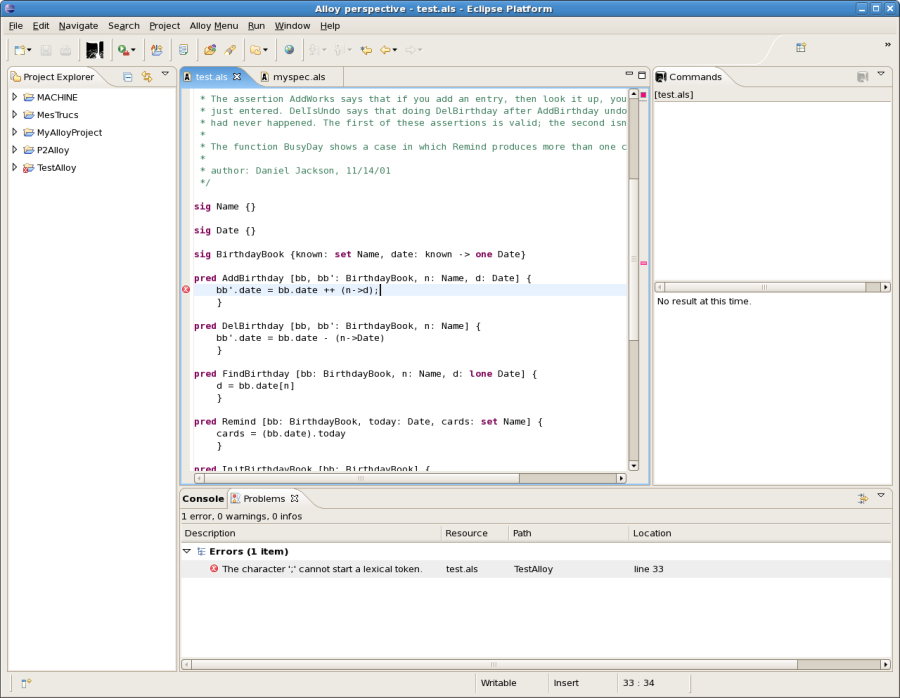 Alloy perspective - test.als - Eclipse Platform
File Edit Navigate Search Project Alloy Menu Run Window Help
Project Explorer
MACHINE
MesTrucs
MyAlloyProject
P2Alloy
TestAlloy
test.als
myspec.als
* The assertion AddWorks says that if you add an entry, then look it up, you
* just entered. DelIsUndo says that doing DelBirthday after AddBirthday undo
* had never happened. The first of these assertions is valid; the second isn
*
* The function BusyDay shows a case in which Remind produces more than one c
*
* author: Daniel Jackson, 11/14/01
*/
sig Name {}
sig Date {}
sig BirthdayBook {known: set Name, date: known -> one Date}
pred AddBirthday [bb, bb': BirthdayBook, n: Name, d: Date] {
bb'.date = bb.date ++ (n->d);
}
pred DelBirthday [bb, bb': BirthdayBook, n: Name] {
bb'.date = bb.date - (n->Date)
}
pred FindBirthday [bb: BirthdayBook, n: Name, d: lone Date] {
d = bb.date[n]
}
pred Remind [bb: BirthdayBook, today: Date, cards: set Name] {
cards = (bb.date).today
}
pred InitBirthdayBook [bb: BirthdayBook] {
Commands
[test.als]
No result at this time.
Console
Problems
1 error, 0 warnings, 0 infos
Description Resource Path Location
Errors (1 item)
The character ';' cannot start a lexical token. test.als TestAlloy line 33
Writable Insert 33 : 34